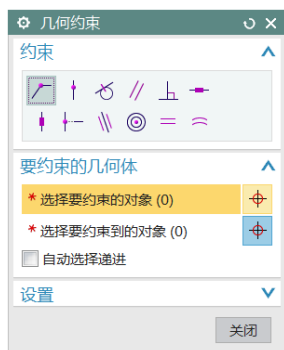 几何约束
约束
要约束的几何体
* 选择要约束的对象 (0)
* 选择要约束到的对象 (0)
自动选择递进
设置
关闭